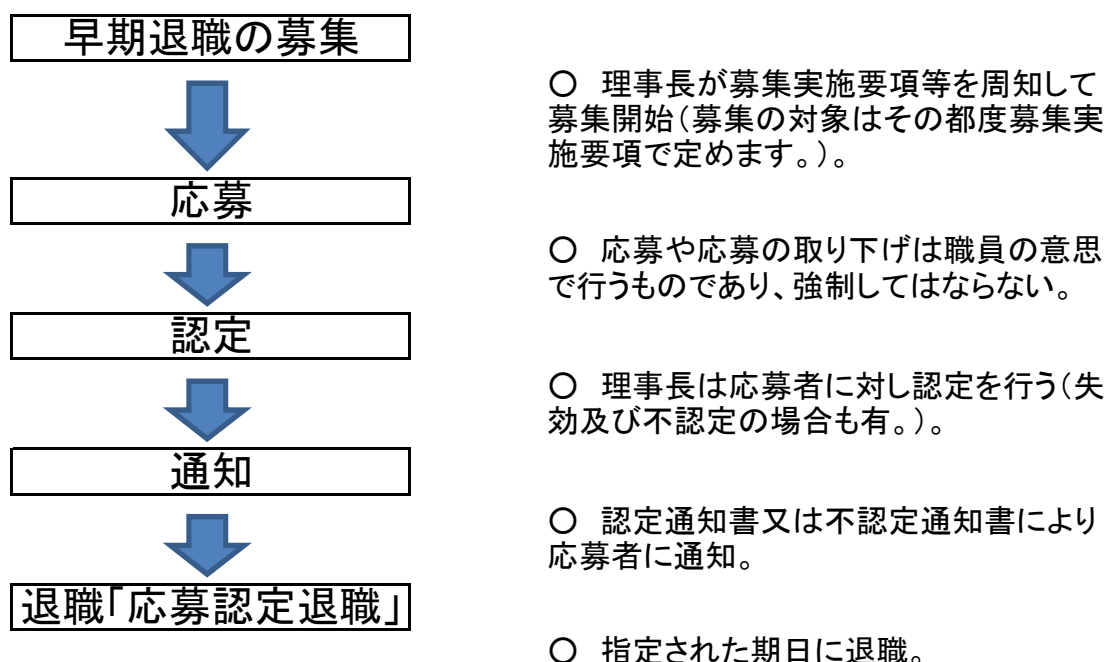 早期退職の募集
○ 理事長が募集実施要項等を周知して
募集開始(募集の対象はその都度募集実
施要項で定めます。)。
応募
○ 応募や応募の取り下げは職員の意思
で行うものであり、強制してはならない。
認定
○ 理事長は応募者に対し認定を行う(失
効及び不認定の場合も有。)。
通知
○ 認定通知書又は不認定通知書により
応募者に通知。
退職「応募認定退職」
○ 指定された期日に退職。